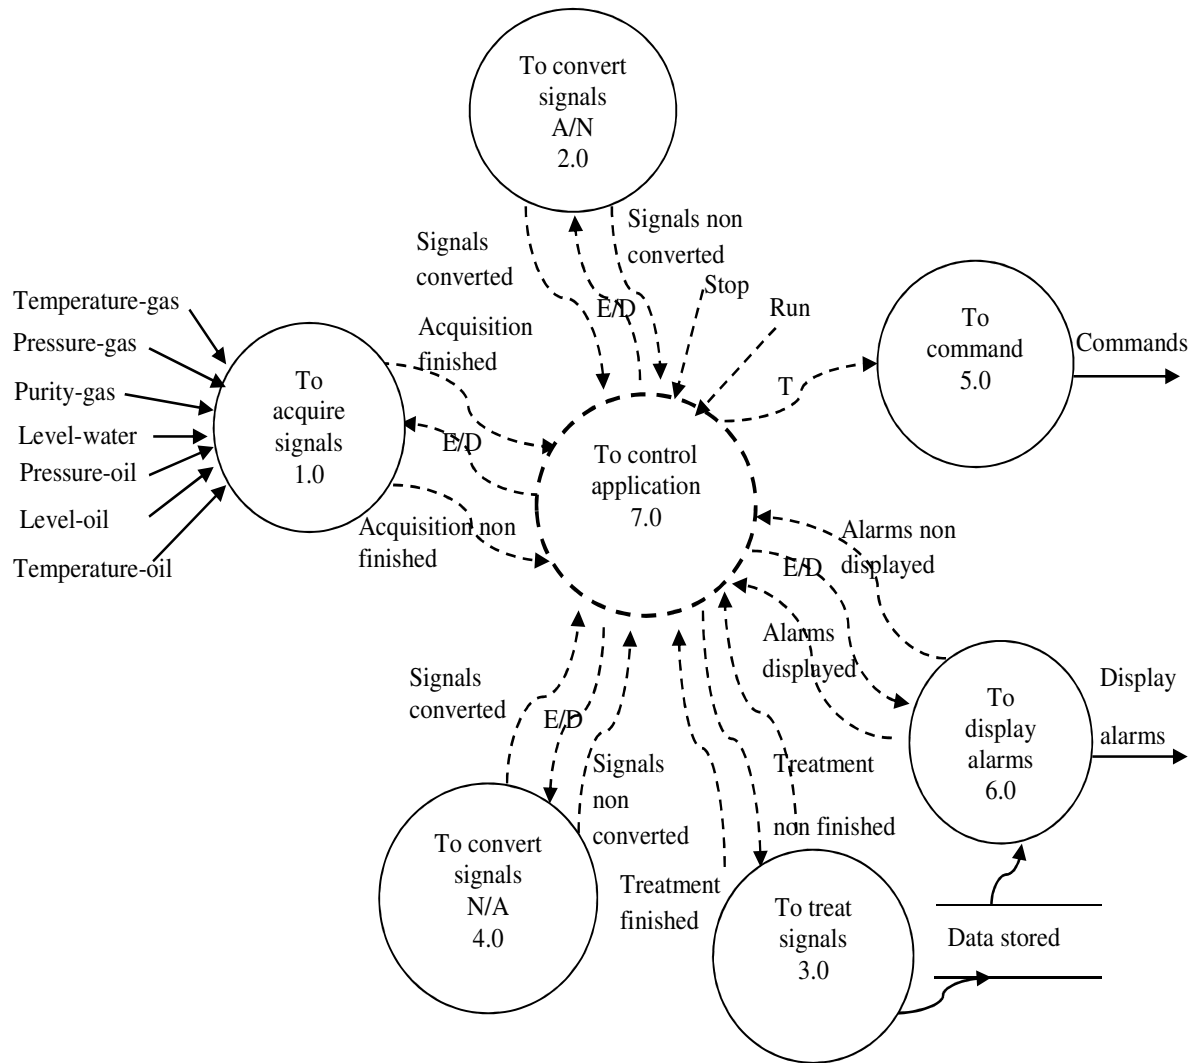 To convert
signals
A/N
2.0
Signals
converted
Signals non
converted
E/D
Stop
Run
Temperature-gas
Pressure-gas
Purity-gas
Level-water
Pressure-oil
Level-oil
Temperature-oil
To
acquire
signals
1.0
Acquisition
finished
E/D
Acquisition non
finished
To control
application
7.0
T
To
command
5.0
Commands
Alarms non
displayed
E/D
Alarms
displayed
To
display
alarms
6.0
Display
alarms
Signals
converted
E/D
Signals
non
converted
To convert
signals
N/A
4.0
Treatment
non finished
Treatment
finished
To treat
signals
3.0
Data stored